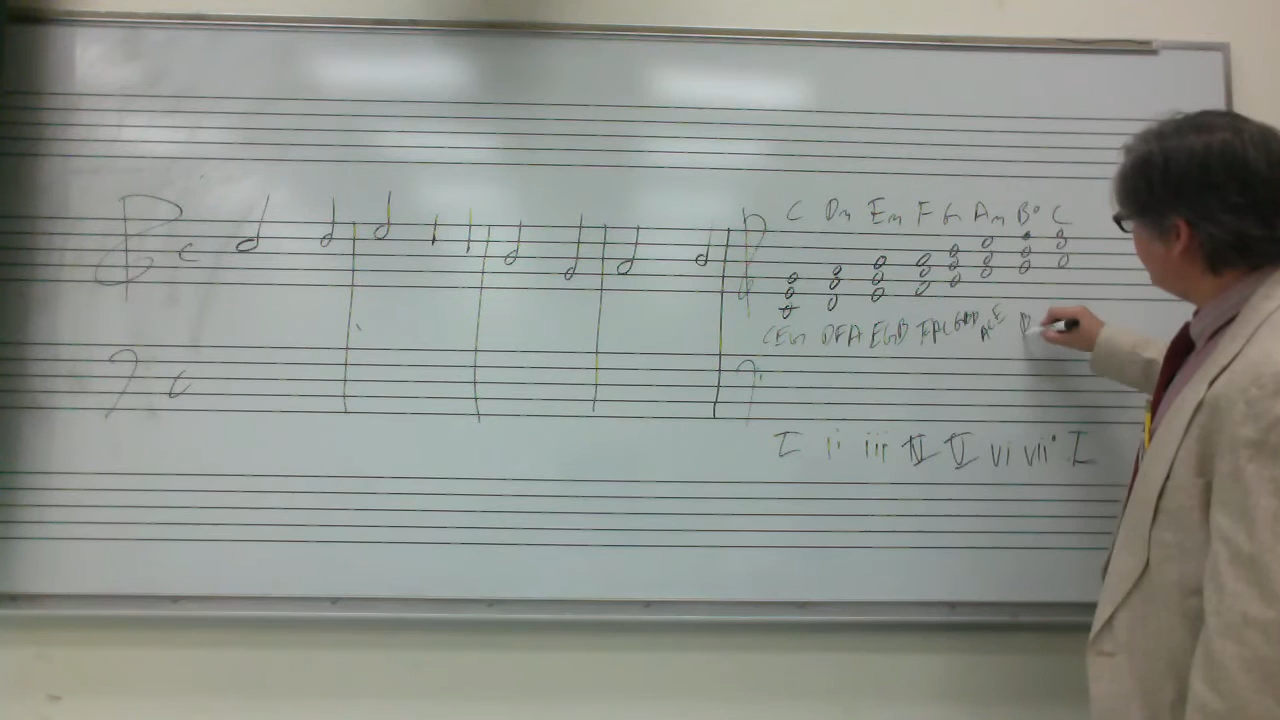 C Dm Em F G Am B° C
C C
CEG DFA EGB FAC GBD ACE B
I ii iii IV V vi vii° I